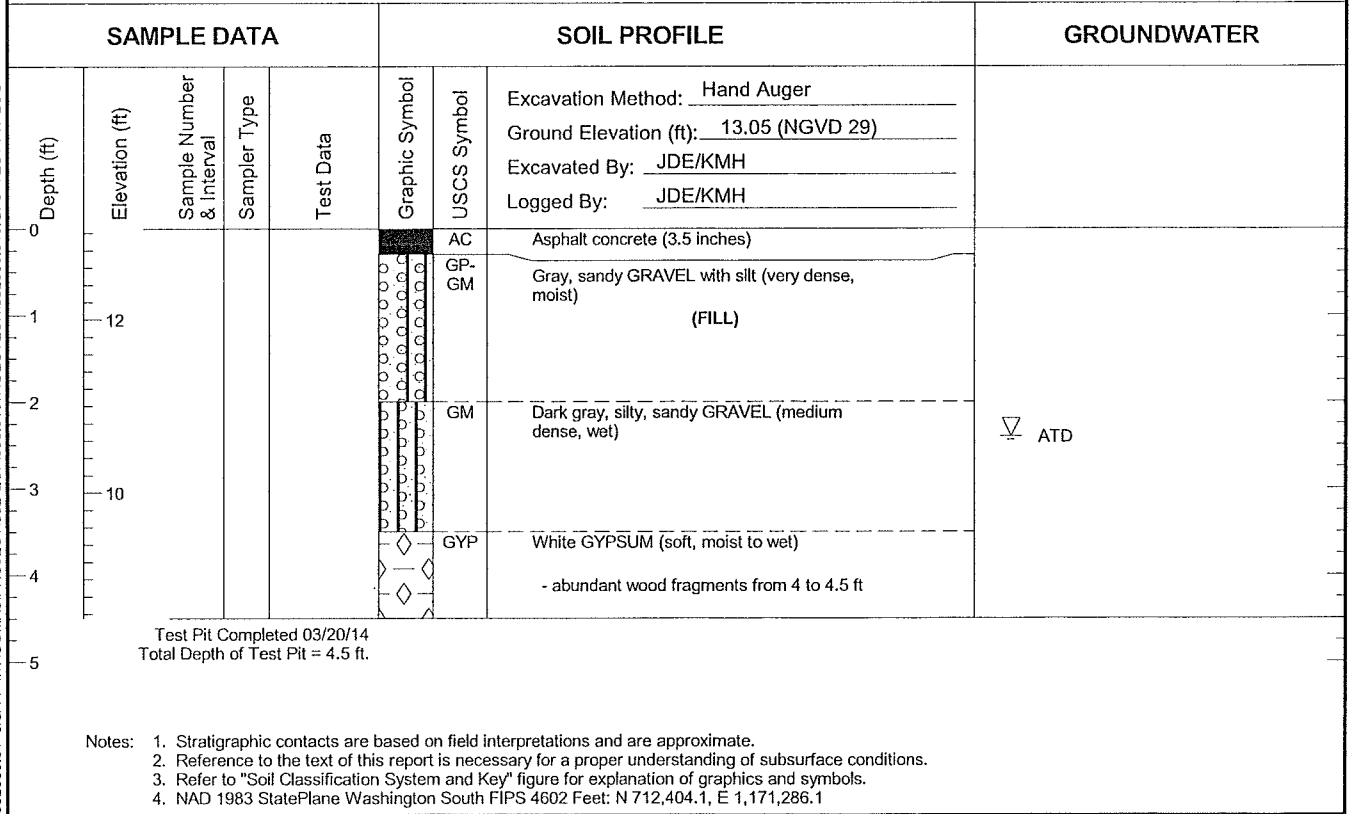 SAMPLE DATA
SOIL PROFILE
GROUNDWATER
Depth (ft)
Elevation (ft)
Sample Number
& Interval
Sampler Type
Test Data
Graphic Symbol
USCS Symbol
Excavation Method: Hand Auger
Ground Elevation (ft): 13.05 (NGVD 29)
Excavated By: JDE/KMH
Logged By: JDE/KMH
0
AC
Asphalt concrete (3.5 inches)
GP-
GM
Gray, sandy GRAVEL with silt (very dense,
moist)
(FILL)
1
12
2
GM
Dark gray, silty, sandy GRAVEL (medium
dense, wet)
ATD
3
10
GYP
White GYPSUM (soft, moist to wet)
4
- abundant wood fragments from 4 to 4.5 ft
Test Pit Completed 03/20/14
Total Depth of Test Pit = 4.5 ft.
5
Notes: 1. Stratigraphic contacts are based on field interpretations and are approximate.
2. Reference to the text of this report is necessary for a proper understanding of subsurface conditions.
3. Refer to "Soil Classification System and Key" figure for explanation of graphics and symbols.
4. NAD 1983 StatePlane Washington South FIPS 4602 Feet: N 712,404.1, E 1,171,286.1